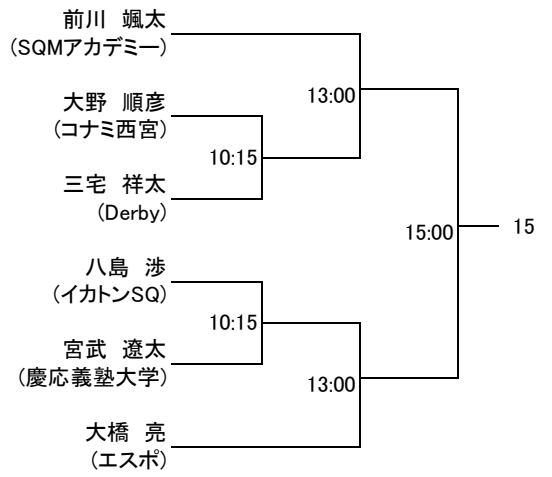 前川　颯太
(SQMアカデミー)
13:00
大野　順彦
(コナミ西宮)
10:15
三宅　祥太
(Derby)
15:00
15
八島　渉
(イカトンSQ)
10:15
宮武　遼太
(慶応義塾大学)
13:00
大橋　亮
(エスポ)